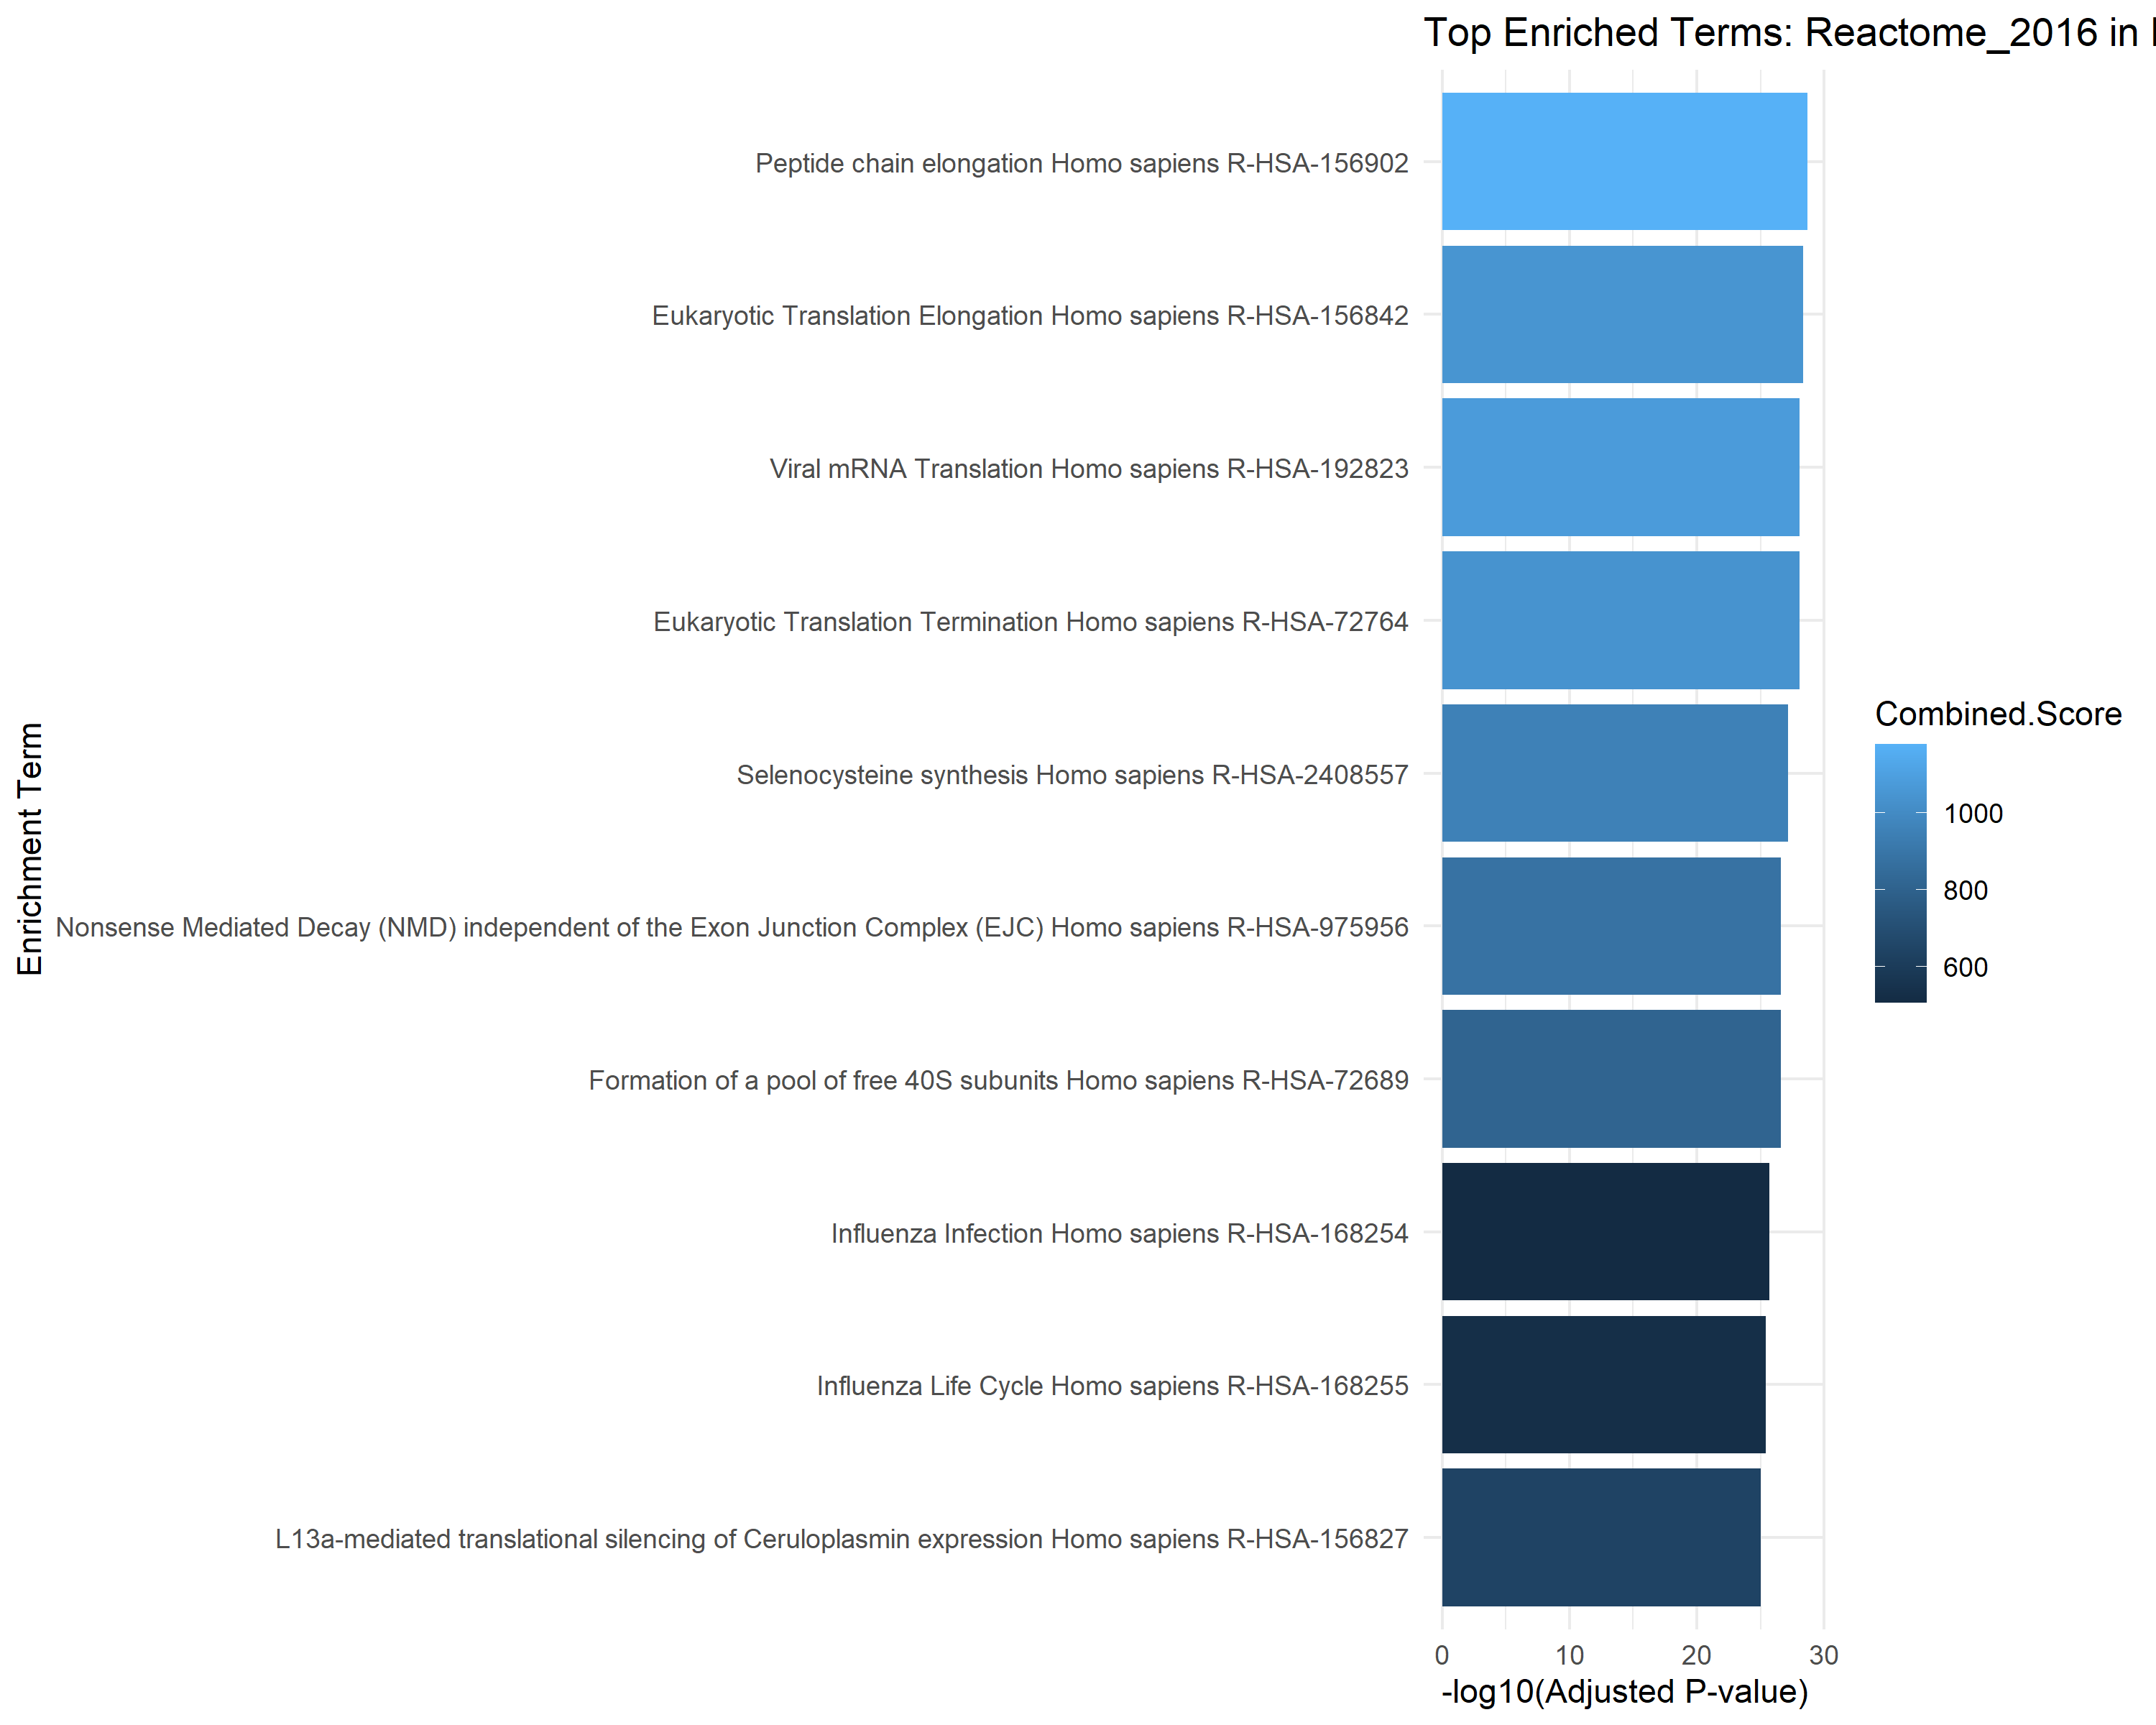 Top Enriched Terms: Reactome_2016 in
Peptide chain elongation Homo sapiens R-HSA-156902
Eukaryotic Translation Elongation Homo sapiens R-HSA-156842
Viral mRNA Translation Homo sapiens R-HSA-192823
Eukaryotic Translation Termination Homo sapiens R-HSA-72764
Selenocysteine synthesis Homo sapiens R-HSA-2408557
Nonsense Mediated Decay (NMD) independent of the Exon Junction Complex (EJC) Homo sapiens R-HSA-975956
Formation of a pool of free 40S subunits Homo sapiens R-HSA-72689
Influenza Infection Homo sapiens R-HSA-168254
Influenza Life Cycle Homo sapiens R-HSA-168255
L13a-mediated translational silencing of Ceruloplasmin expression Homo sapiens R-HSA-156827
Enrichment Term
0 10 20 30
-log10(Adjusted P-value)
Combined.Score
1000
800
600